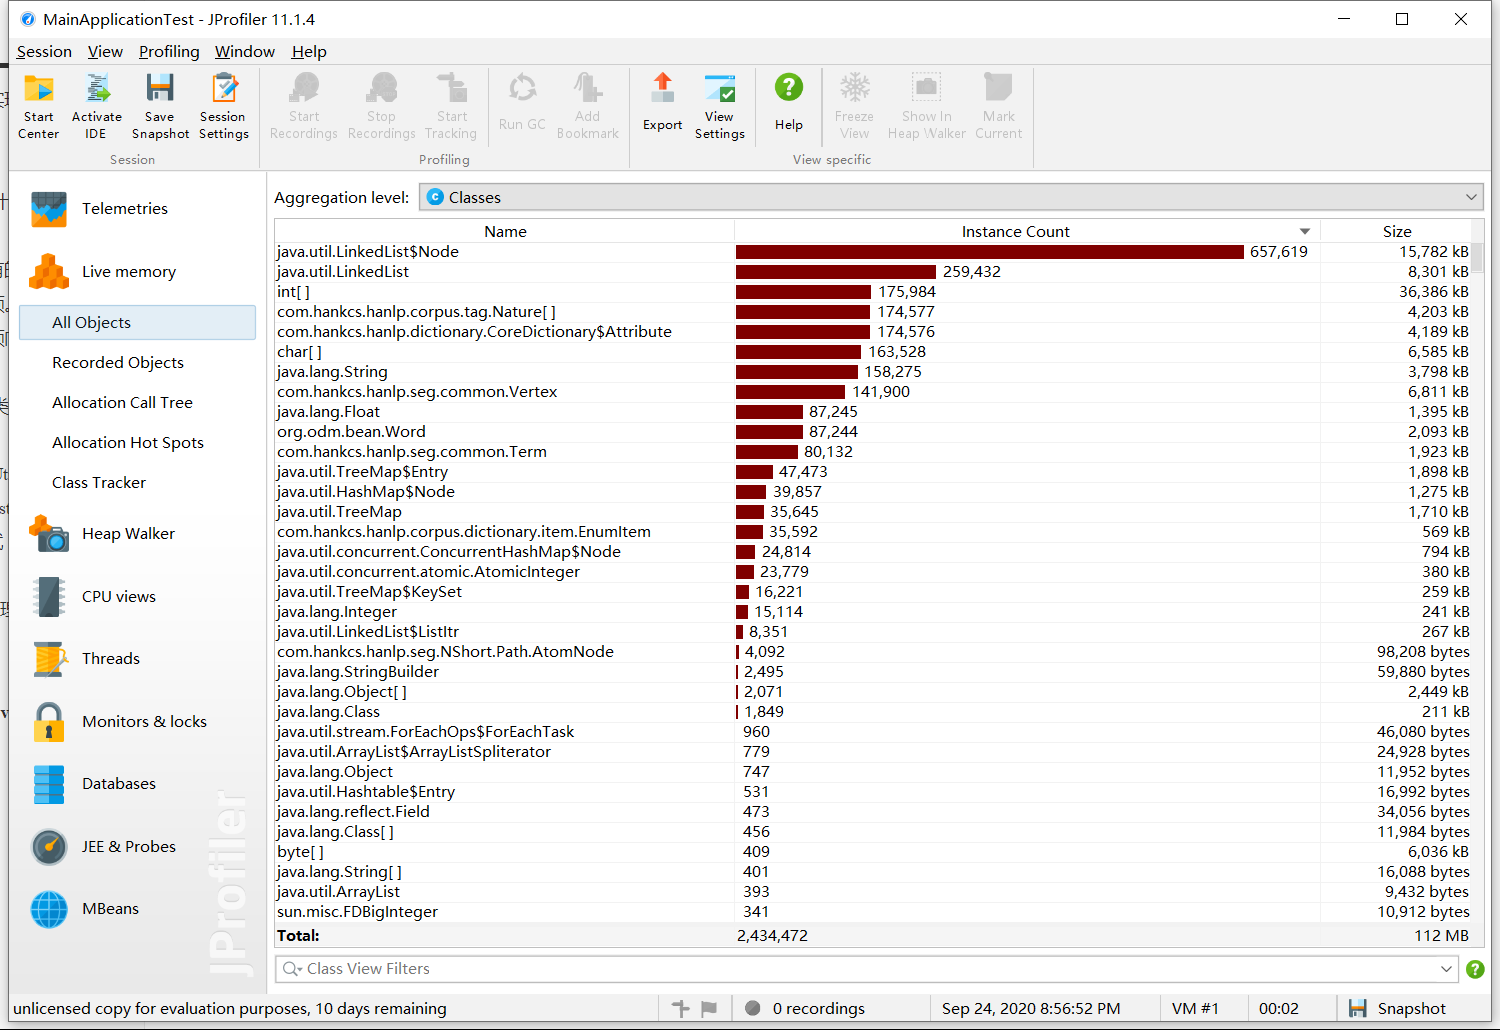 MainApplicationTest - JProfiler 11.1.4
Session View Profiling Window Help
Start Center
Activate IDE
Save Snapshot
Session Settings
Start Recordings
Stop Recordings
Start Tracking
Run GC
Add Bookmark
Export
View Settings
Help
Freeze View
Show In Heap Walker
Mark Current
Session
Profiling
View specific
Telemetries
Live memory
All Objects
Recorded Objects
Allocation Call Tree
Allocation Hot Spots
Class Tracker
Heap Walker
CPU views
Threads
Monitors & locks
Databases
JEE & Probes
MBeans
JProfiler
Aggregation level: C Classes
Name Instance Count Size
java.util.LinkedList$Node 657,619 15,782 kB
java.util.LinkedList 259,432 8,301 kB
int[] 175,984 36,386 kB
com.hankcs.hanlp.corpus.tag.Nature[] 174,577 4,203 kB
com.hankcs.hanlp.dictionary.CoreDictionary$Attribute 174,576 4,189 kB
char[] 163,528 6,585 kB
java.lang.String 158,275 3,798 kB
com.hankcs.hanlp.seg.common.Vertex 141,900 6,811 kB
java.lang.Float 87,245 1,395 kB
org.odm.bean.Word 87,244 2,093 kB
com.hankcs.hanlp.seg.common.Term 80,132 1,923 kB
java.util.TreeMap$Entry 47,473 1,898 kB
java.util.HashMap$Node 39,857 1,275 kB
java.util.TreeMap 35,645 1,710 kB
com.hankcs.hanlp.corpus.dictionary.item.EnumItem 35,592 569 kB
java.util.concurrent.ConcurrentHashMap$Node 24,814 794 kB
java.util.concurrent.atomic.AtomicInteger 23,779 380 kB
java.util.TreeMap$KeySet 16,221 259 kB
java.lang.Integer 15,114 241 kB
java.util.LinkedList$ListItr 8,351 267 kB
com.hankcs.hanlp.seg.NShort.Path.AtomNode 4,092 98,208 bytes
java.lang.StringBuilder 2,495 59,880 bytes
java.lang.Object[] 2,071 2,449 kB
java.lang.Class 1,849 211 kB
java.util.stream.ForEachOps$ForEachTask 960 46,080 bytes
java.util.ArrayList$ArrayListSpliterator 779 24,928 bytes
java.lang.Object 747 11,952 bytes
java.util.Hashtable$Entry 531 16,992 bytes
java.lang.reflect.Field 473 34,056 bytes
java.lang.Class[] 456 11,984 bytes
byte[] 409 6,036 kB
java.lang.String[] 401 16,088 bytes
java.util.ArrayList 393 9,432 bytes
sun.misc.FDBigInteger 341 10,912 bytes
Total: 2,434,472 112 MB
Class View Filters
unlicensed copy for evaluation purposes, 10 days remaining 0 recordings Sep 24, 2020 8:56:52 PM VM #1 00:02 Snapshot